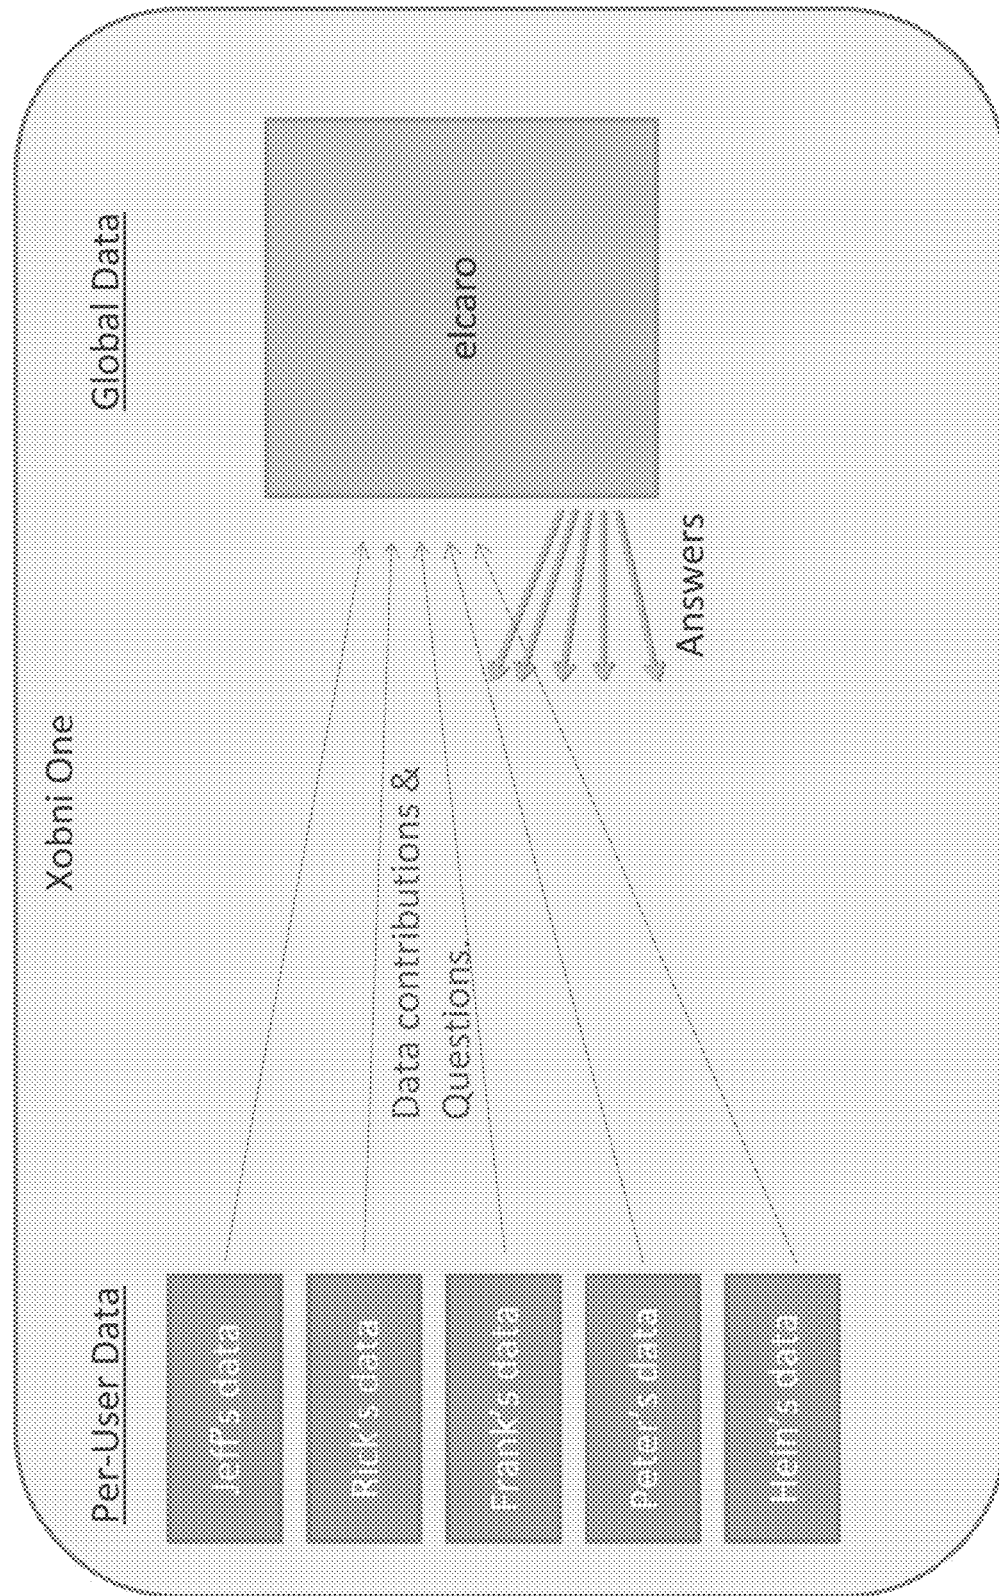 Xobni One
Per-User Data
Global Data
Jeff's data
Rick's data
Frank's data
Peter's data
Hein's data
Data contributions &
Questions
elcaro
Answers